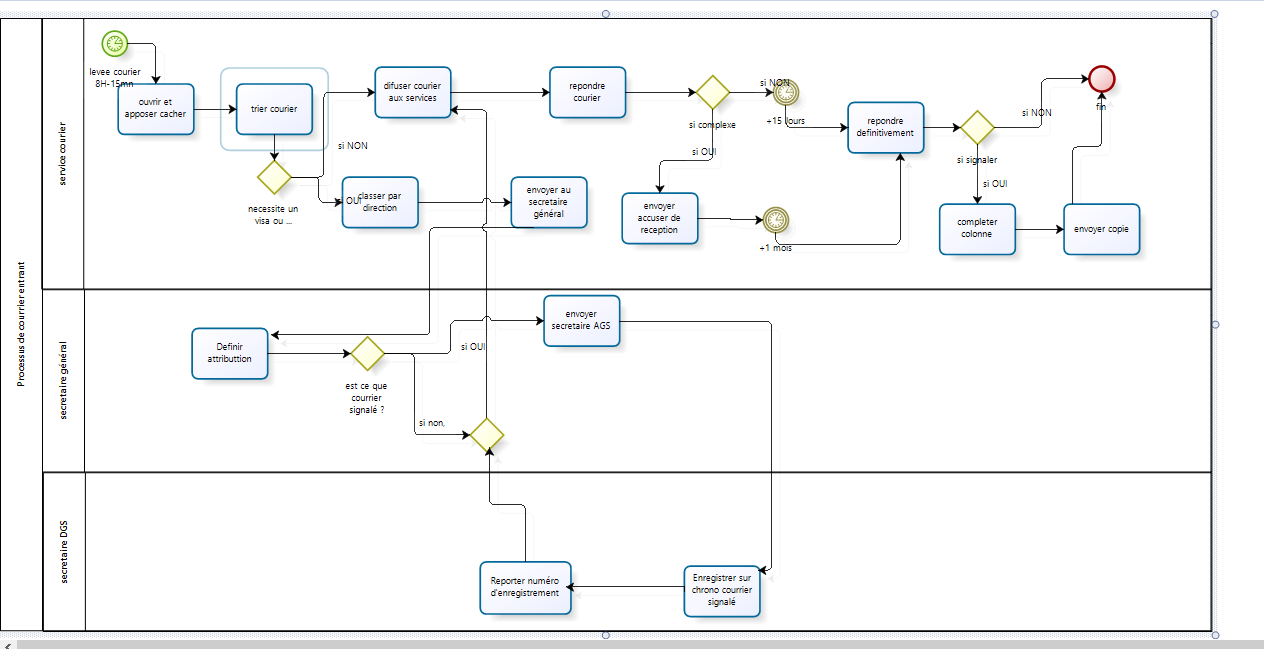 Processus de courrier entrant
service courier
levee courier
8H-15mn
ouvrir et
apposer cacher
trier courier
necessite un
visa ou ...
si NON
OUI
difuser courier
aux services
classer par
direction
envoyer au
secretaire
général
repondre
courier
si complexe
si NON
+15 jours
si OUI
envoyer
accuser de
reception
+1 mois
repondre
definitivement
si signaler
si NON
si OUI
completer
colonne
envoyer copie
fin
secretaire général
Definir
attributtion
est ce que
courrier
signalé ?
si OUI
si non,
envoyer
secretaire AGS
secretaire DGS
Reporter numéro
d'enregistrement
Enregistrer sur
chrono courrier
signalé